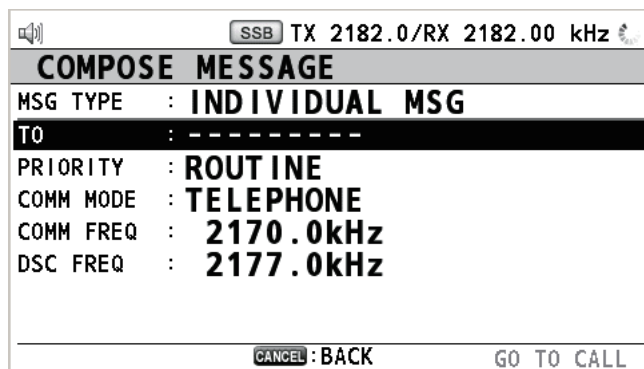 SSB TX 2182.0/RX 2182.00 kHz
COMPOSE MESSAGE
MSG TYPE : INDIVIDUAL MSG
TO : ---------
PRIORITY : ROUTINE
COMM MODE : TELEPHONE
COMM FREQ : 2170.0kHz
DSC FREQ : 2177.0kHz
CANCEL : BACK GO TO CALL